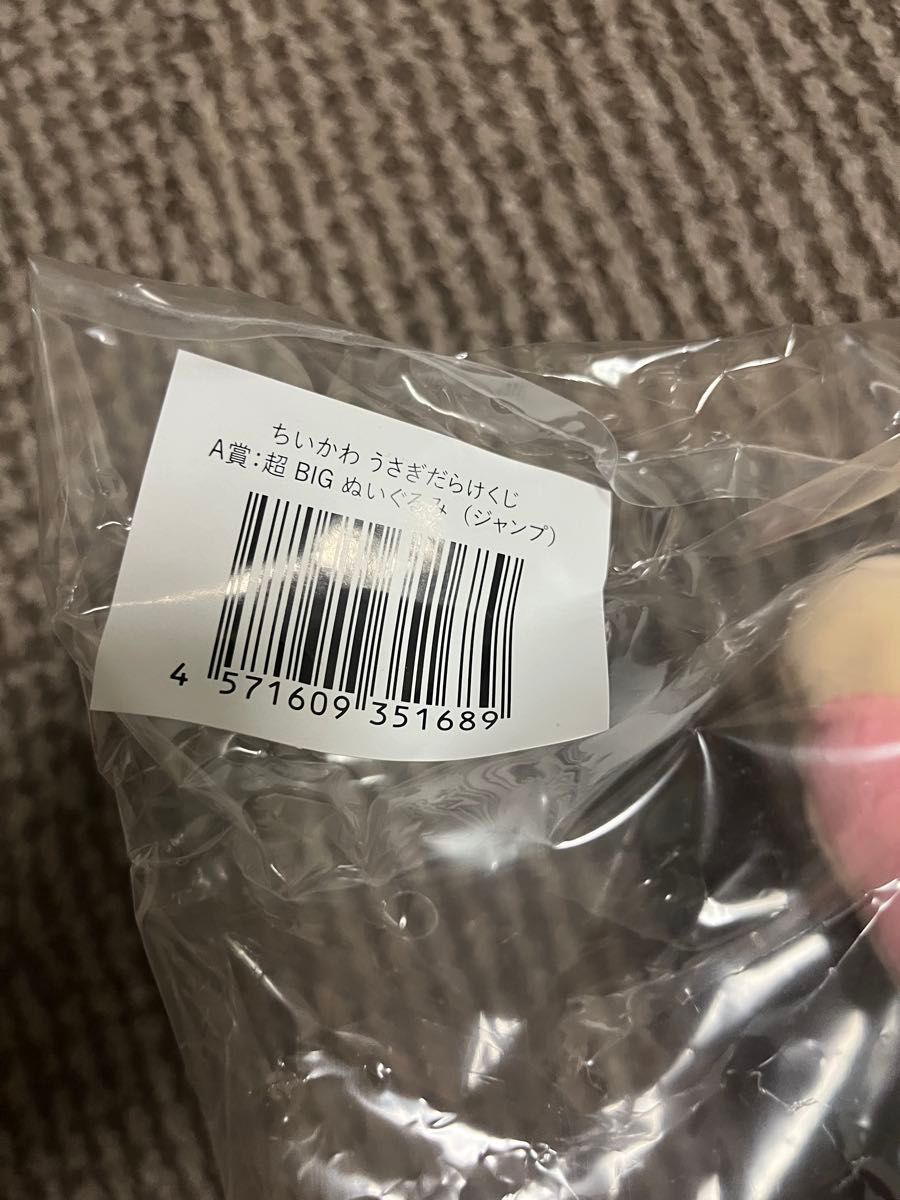 ちいかわ うさぎだらけくじ
A賞:超 BIG ぬいぐるみ (ジャンプ)
4 571609 351689